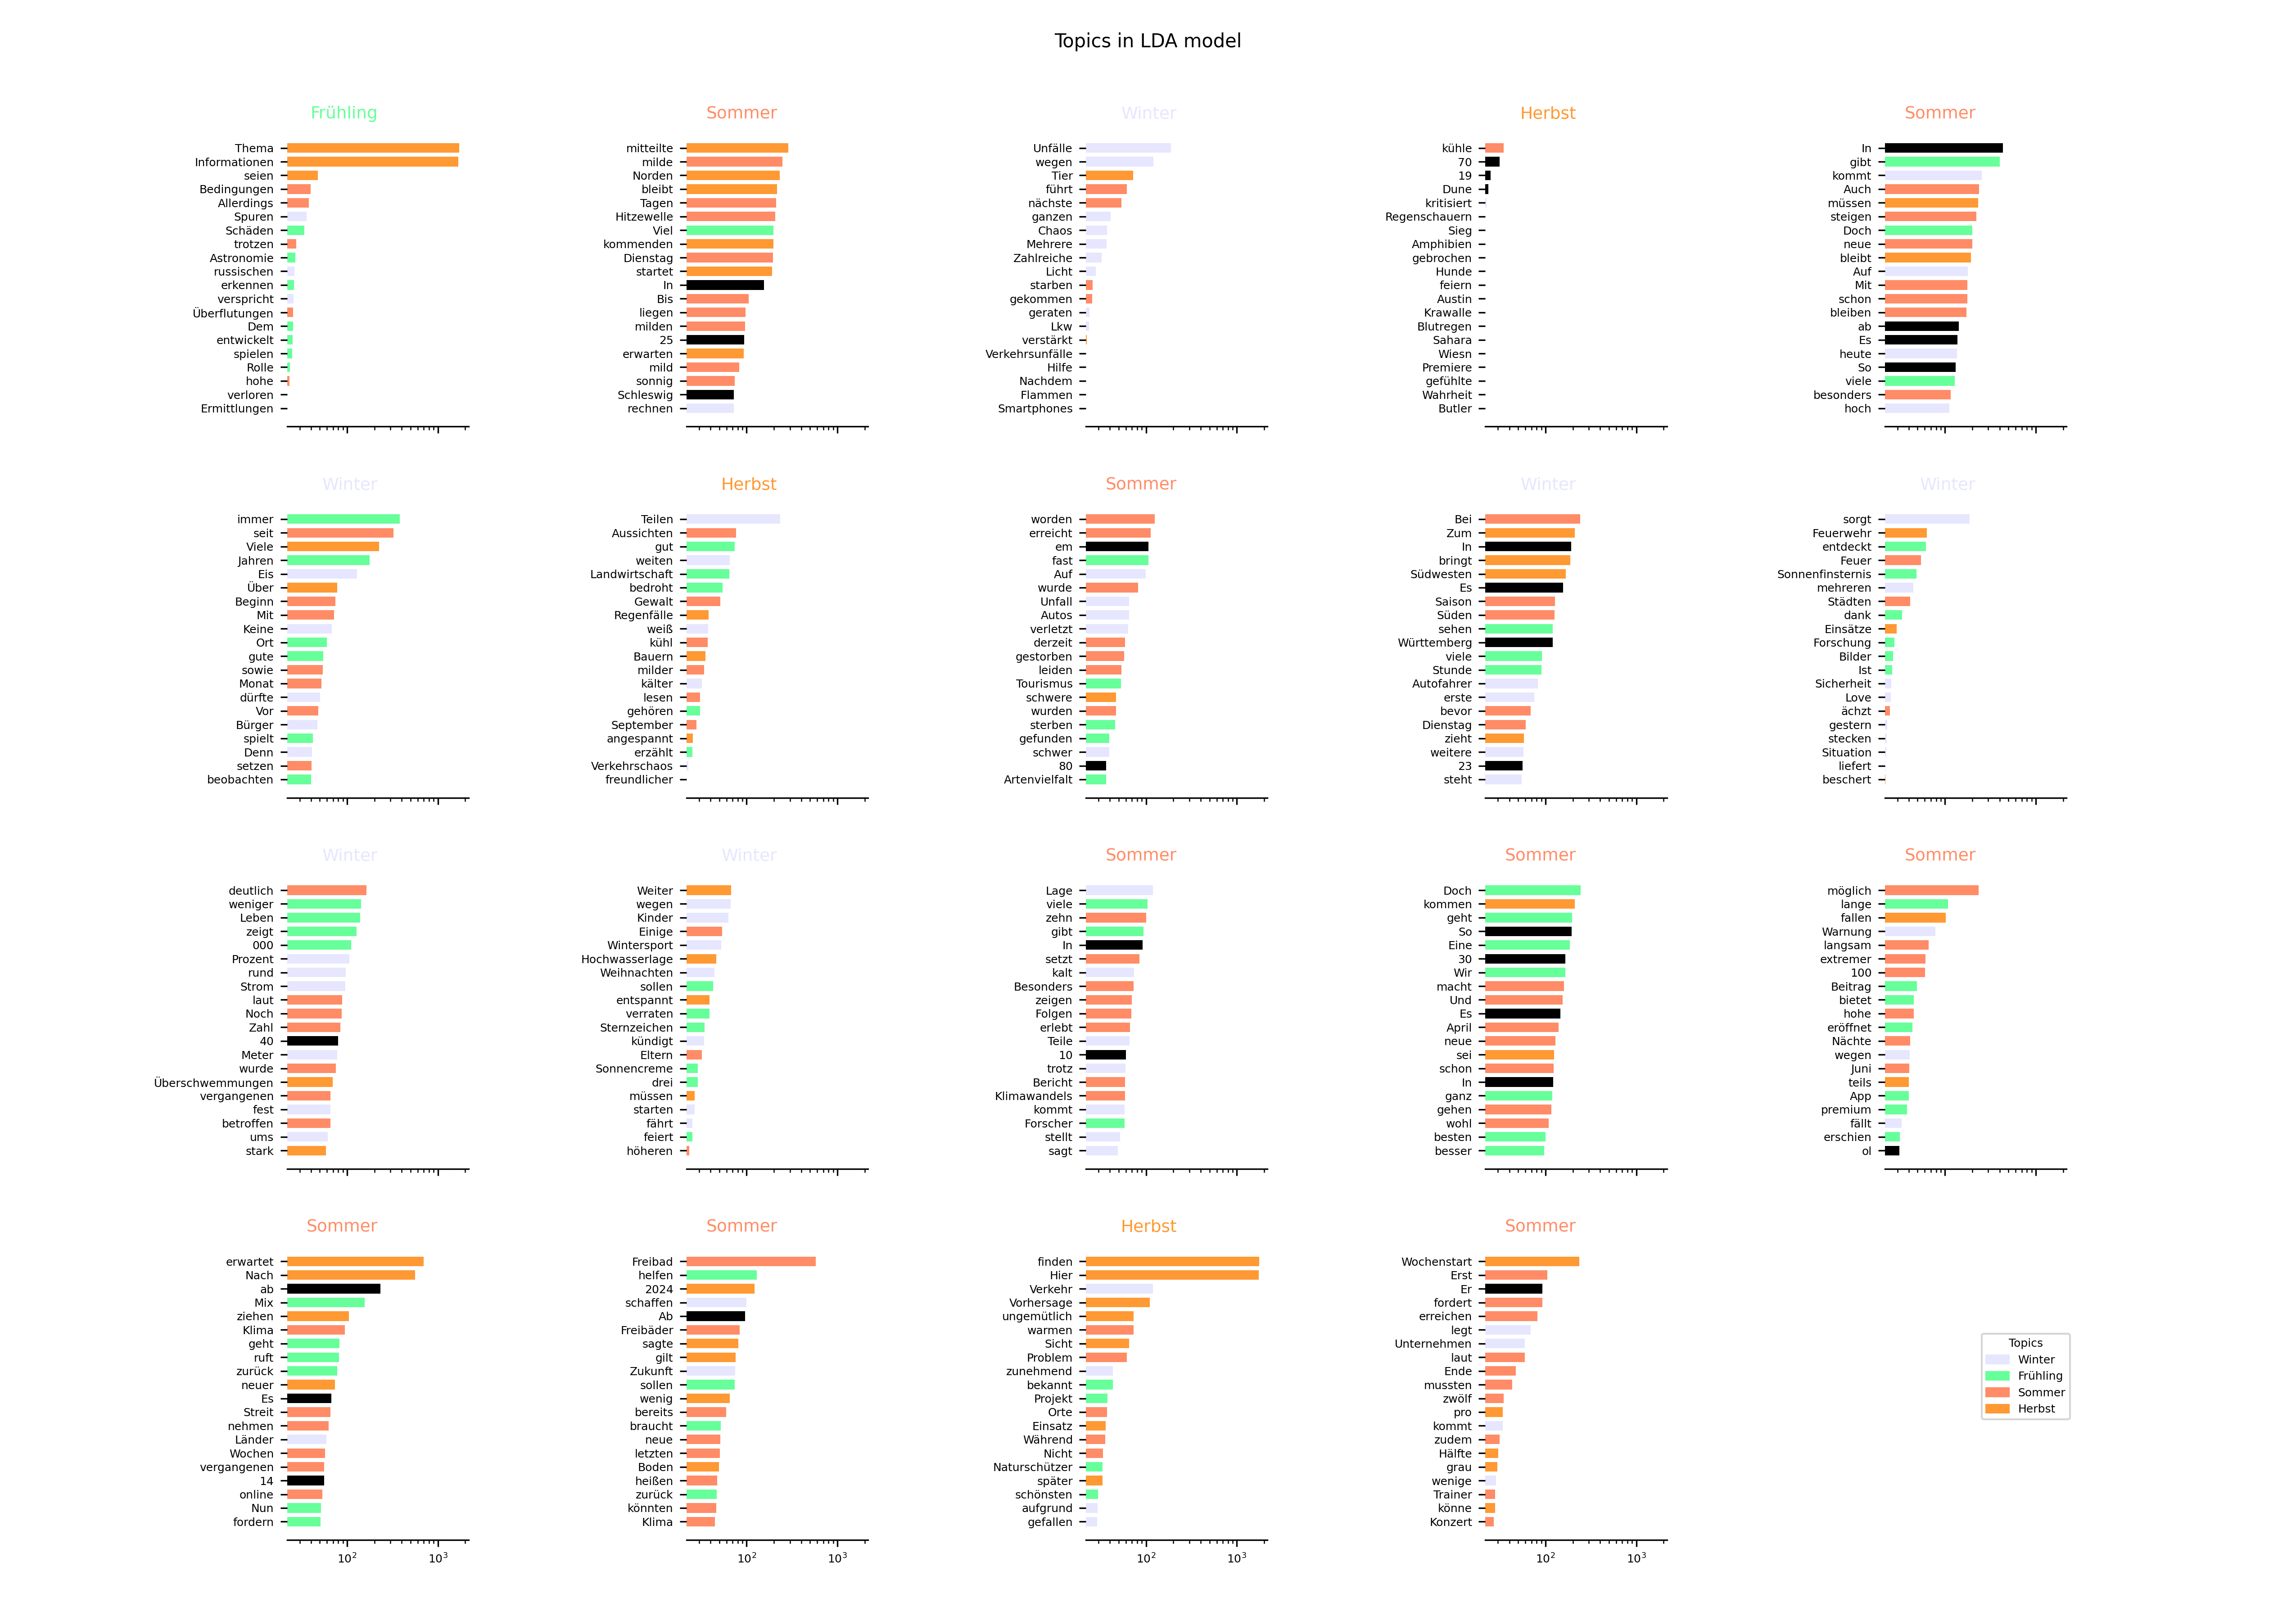 Topics in LDA model
Frühling
Thema
Informationen
seien
Bedingungen
Allerdings
Spuren
Schäden
trotzen
Astronomie
russischen
erkennen
verspricht
Überflutungen
Dem
entwickelt
spielen
Rolle
hohe
verloren
Ermittlungen
Sommer
mitteilte
milde
Norden
bleibt
Tagen
Hitzewelle
Viel
kommenden
Dienstag
startet
In
Bis
liegen
milden
25
erwarten
mild
sonnig
Schleswig
rechnen
Winter
Unfälle
wegen
Tier
führt
nächste
ganzen
Chaos
Mehrere
Zahlreiche
Licht
starben
gekommen
geraten
Lkw
verstärkt
Verkehrsunfälle
Hilfe
Nachdem
Flammen
Smartphones
Herbst
kühle
70
19
Dune
kritisiert
Regenschauern
Sieg
Amphibien
gebrochen
Hunde
feiern
Austin
Krawalle
Blutregen
Sahara
Wiesn
Premiere
gefühlte
Wahrheit
Butler
Sommer
In
gibt
kommt
Auch
müssen
steigen
Doch
neue
bleibt
Auf
Mit
schon
bleiben
ab
Es
heute
So
viele
besonders
hoch
Winter
immer
seit
Viele
Jahren
Eis
Über
Beginn
Mit
Keine
Ort
gute
sowie
Monat
dürfte
Vor
Bürger
spielt
Denn
setzen
beobachten
Herbst
Teilen
Aussichten
gut
weiten
Landwirtschaft
bedroht
Gewalt
Regenfälle
weiß
kühl
Bauern
milder
kälter
lesen
gehören
September
angespannt
erzählt
Verkehrschaos
freundlicher
Sommer
worden
erreicht
em
fast
Auf
wurde
Unfall
Autos
verletzt
derzeit
gestorben
leiden
Tourismus
schwere
wurden
sterben
gefunden
schwer
80
Artenvielfalt
Winter
Bei
Zum
In
bringt
Südwesten
Es
Saison
Süden
sehen
Württemberg
viele
Stunde
Autofahrer
erste
bevor
Dienstag
zieht
weitere
23
steht
Winter
sorgt
Feuerwehr
entdeckt
Feuer
Sonnenfinsternis
mehreren
Städten
dank
Einsätze
Forschung
Bilder
Ist
Sicherheit
Love
ächzt
gestern
stecken
Situation
liefert
beschert
Winter
deutlich
weniger
Leben
zeigt
000
Prozent
rund
Strom
laut
Noch
Zahl
40
Meter
wurde
Überschwemmungen
vergangenen
fest
betroffen
ums
stark
Winter
Weiter
wegen
Kinder
Einige
Wintersport
Hochwasserlage
Weihnachten
sollen
entspannt
verraten
Sternzeichen
kündigt
Eltern
Sonnencreme
drei
müssen
starten
fährt
feiert
höheren
Sommer
Lage
viele
zehn
gibt
In
setzt
kalt
Besonders
zeigen
Folgen
erlebt
Teile
10
trotz
Bericht
Klimawandels
kommt
Forscher
stellt
sagt
Sommer
Doch
kommen
geht
So
Eine
30
Wir
macht
Und
Es
April
neue
sei
schon
In
ganz
gehen
wohl
besten
besser
Sommer
möglich
lange
fallen
Warnung
langsam
extremer
100
Beitrag
bietet
hohe
eröffnet
Nächte
wegen
Juni
teils
App
premium
fällt
erschien
ol
Sommer
erwartet
Nach
ab
Mix
ziehen
Klima
geht
ruft
zurück
neuer
Es
Streit
nehmen
Länder
Wochen
vergangenen
14
online
Nun
fordern
10²
10³
Sommer
Freibad
helfen
2024
schaffen
Ab
Freibäder
sagte
gilt
Zukunft
sollen
wenig
bereits
braucht
neue
letzten
Boden
heißen
zurück
könnten
Klima
10²
10³
Herbst
finden
Hier
Verkehr
Vorhersage
ungemütlich
warmen
Sicht
Problem
zunehmend
bekannt
Projekt
Orte
Einsatz
Während
Nicht
Naturschützer
später
schönsten
aufgrund
gefallen
10²
10³
Sommer
Wochenstart
Erst
Er
fordert
erreichen
legt
Unternehmen
laut
Ende
mussten
zwölf
pro
kommt
zudem
Hälfte
grau
wenige
Trainer
könne
Konzert
10²
10³
Topics
Winter
Frühling
Sommer
Herbst